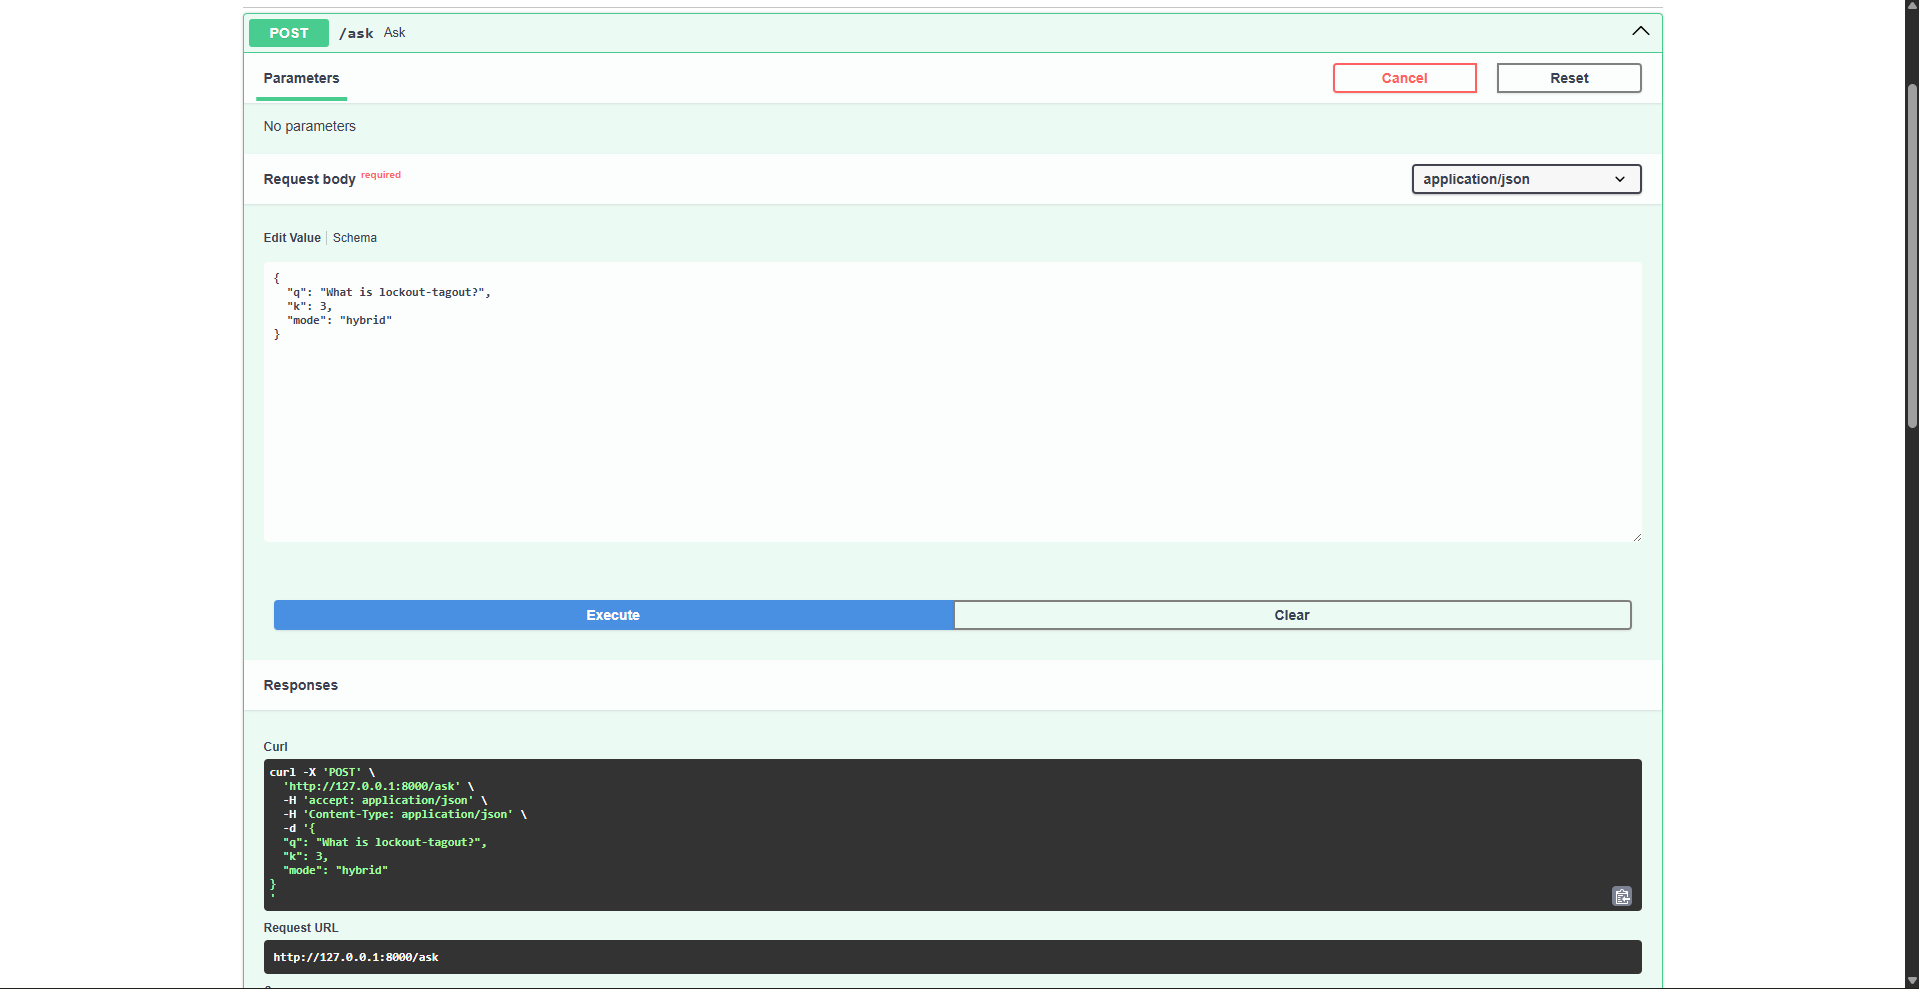 POST /ask Ask
Parameters
Cancel
Reset
No parameters
Request body required
application/json
Edit Value | Schema
{
  "q": "What is lockout-tagout?",
  "k": 3,
  "mode": "hybrid"
}
Execute
Clear
Responses
Curl
curl -X 'POST' \
  'http://127.0.0.1:8000/ask' \
  -H 'accept: application/json' \
  -H 'Content-Type: application/json' \
  -d '{
  "q": "What is lockout-tagout?",
  "k": 3,
  "mode": "hybrid"
}
'
Request URL
http://127.0.0.1:8000/ask